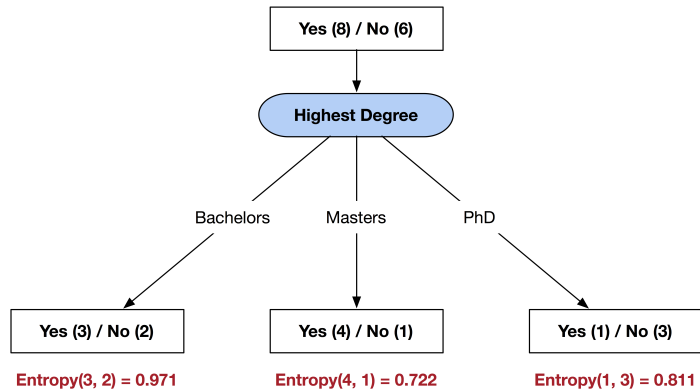 Yes (8) / No (6)
Highest Degree
Bachelors
Masters
PhD
Yes (3) / No (2)
Yes (4) / No (1)
Yes (1) / No (3)
Entropy(3, 2) = 0.971
Entropy(4, 1) = 0.722
Entropy(1, 3) = 0.811